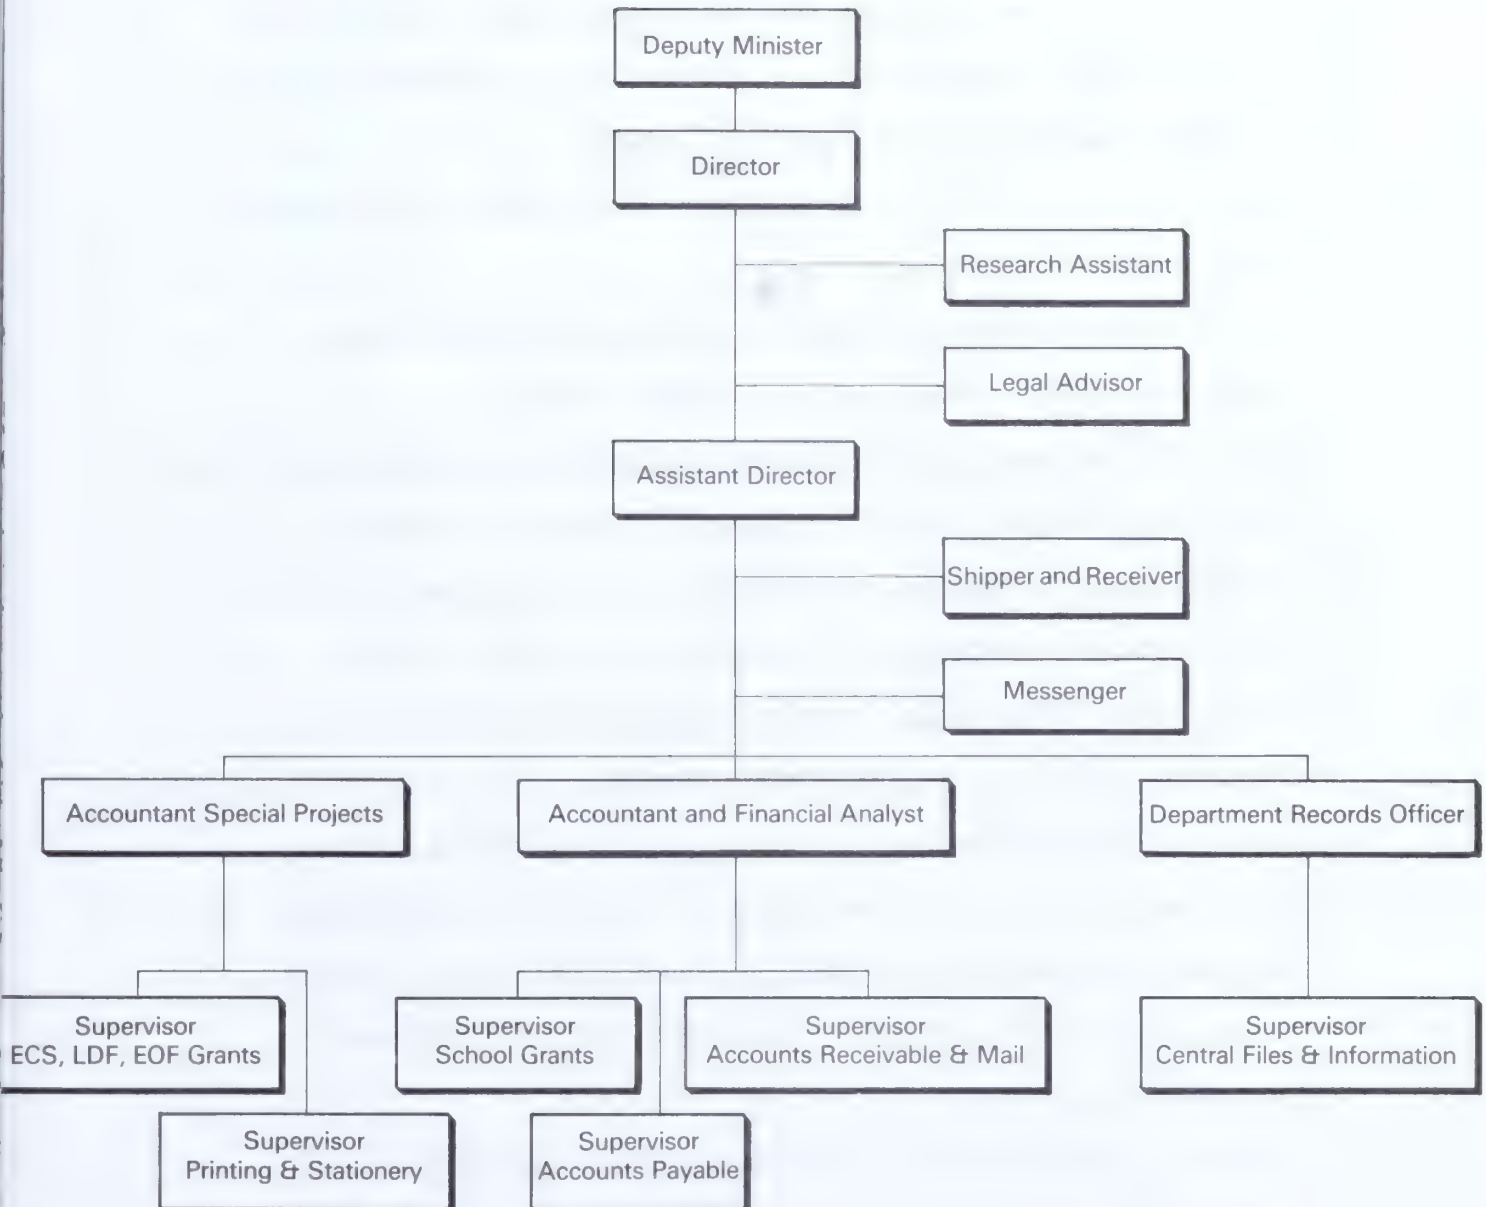 Deputy Minister
Director
Research Assistant
Legal Advisor
Assistant Director
Shipper and Receiver
Messenger
Accountant Special Projects
Accountant and Financial Analyst
Department Records Officer
Supervisor
ECS, LDF, EOF Grants
Supervisor
School Grants
Supervisor
Accounts Receivable & Mail
Supervisor
Central Files & Information
Supervisor
Printing & Stationery
Supervisor
Accounts Payable